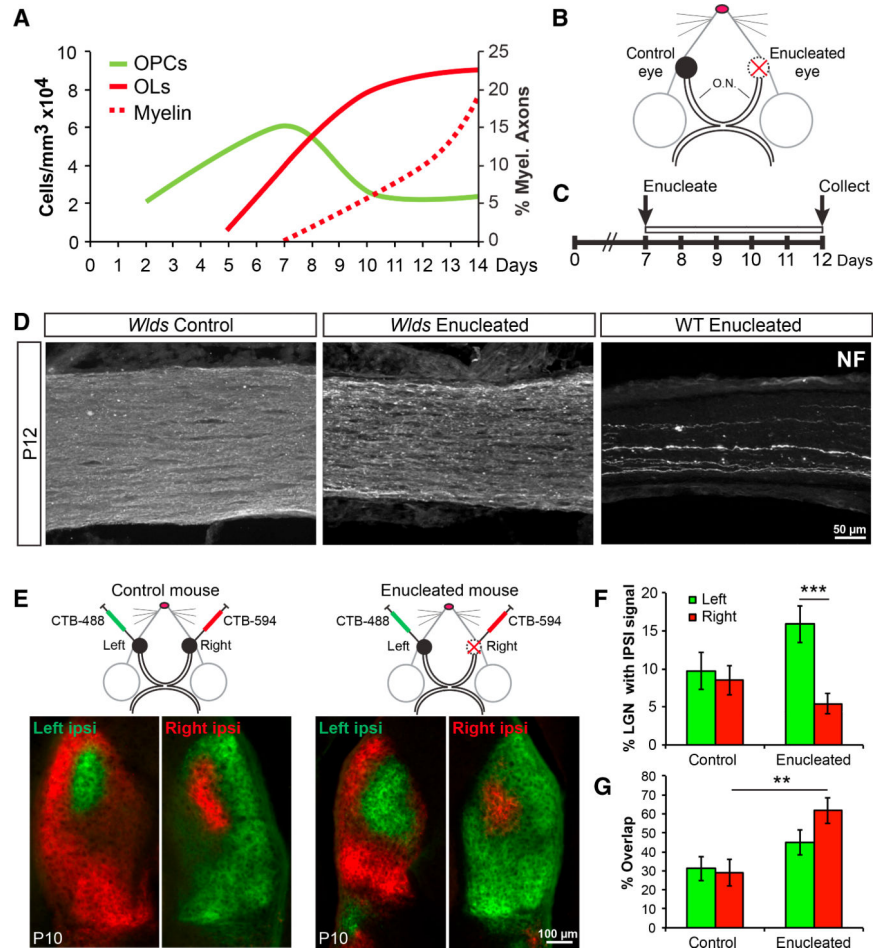 A
Cells/mm³ x10⁴
10
8
6
4
2
0
OPCs
OLs
Myelin
25
20
15
10
5
0
% Myel. Axons
0 1 2 3 4 5 6 7 8 9 10 11 12 13 14 Days
B
Control eye
Enucleated eye
O.N.
C
Enucleate
Collect
0 7 8 9 10 11 12 Days
D
Wlds Control
Wlds Enucleated
WT Enucleated
P12
NF
50 µm
E
Control mouse
CTB-488
CTB-594
Left
Right
Enucleated mouse
CTB-488
CTB-594
Left
Right
Left ipsi
Right ipsi
Left ipsi
Right ipsi
P10
P10
100 µm
F
% LGN with IPSI signal
20
15
10
5
0
Left
Right
***
Control
Enucleated
G
% Overlap
80
70
60
50
40
30
20
10
0
**
Control
Enucleated